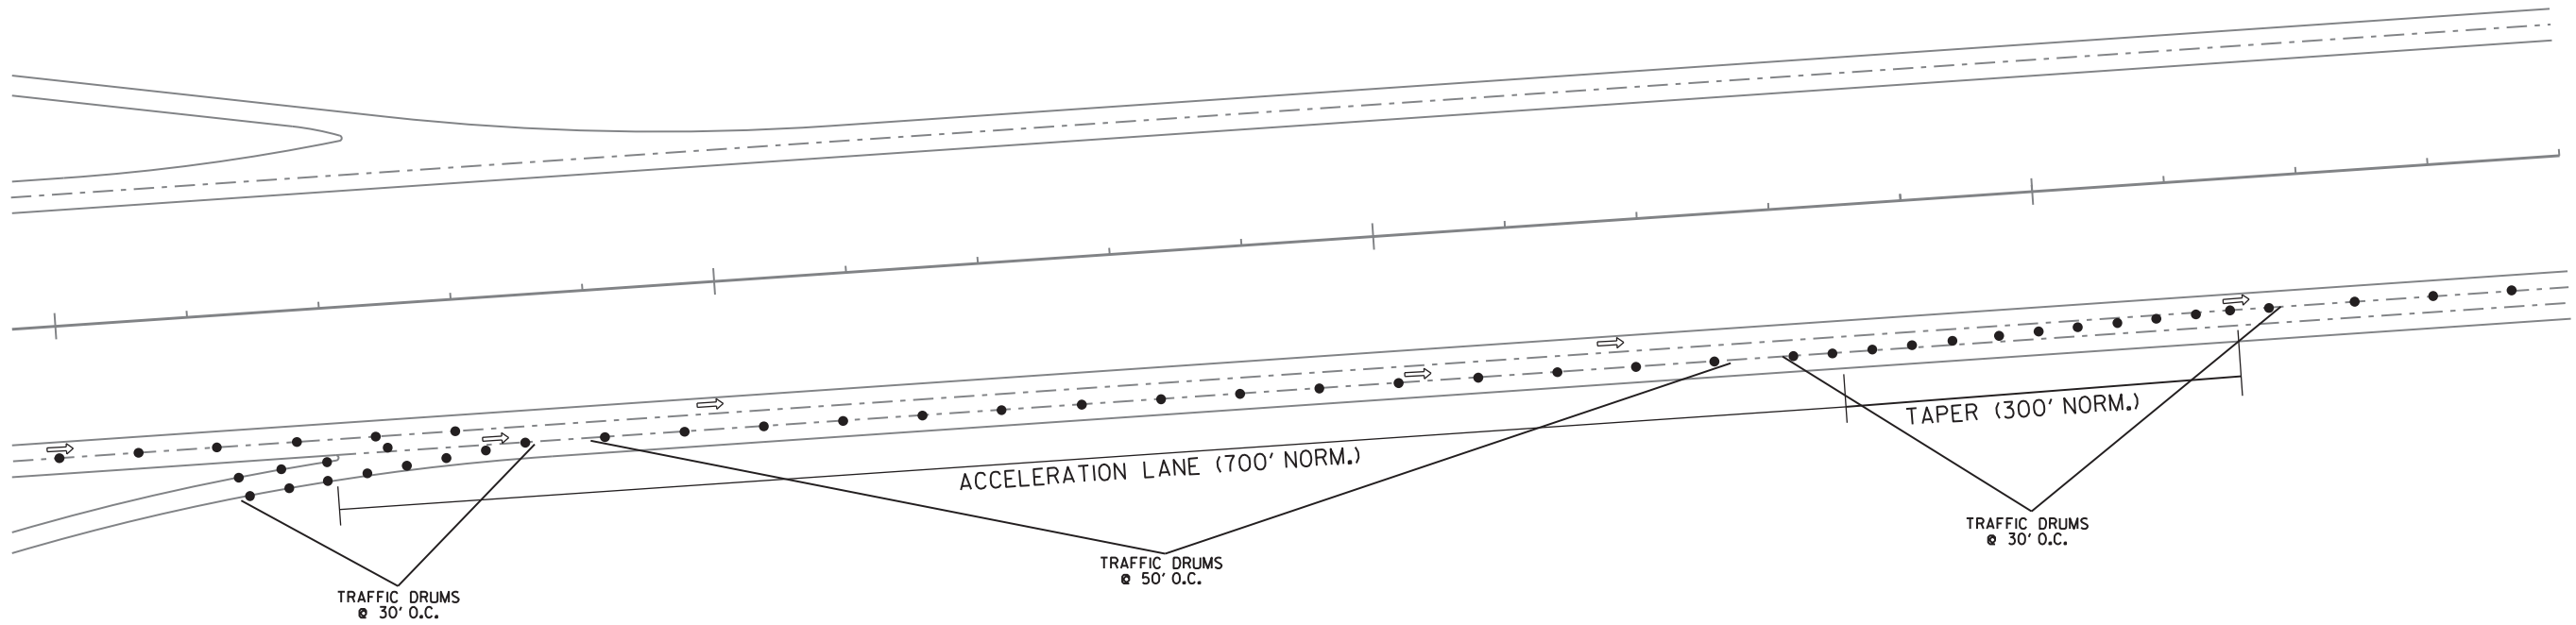 TAPER (300' NORM.)
ACCELERATION LANE (700' NORM.)
TRAFFIC DRUMS
@ 30' O.C.
TRAFFIC DRUMS
@ 50' O.C.
TRAFFIC DRUMS
@ 30' O.C.